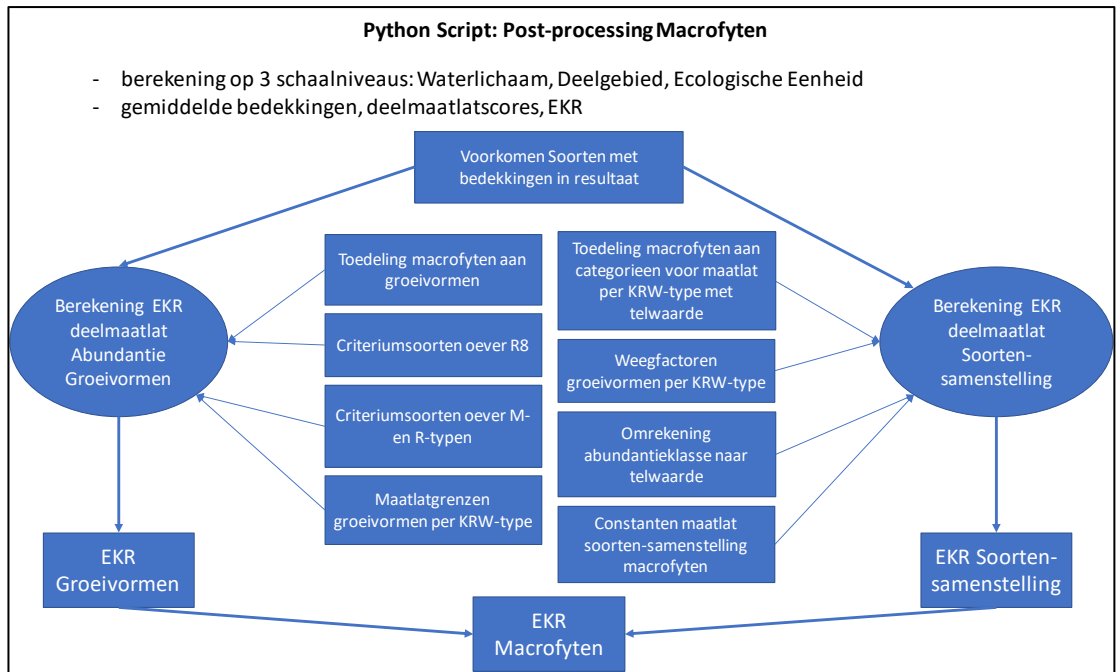 Python Script: Post-processing Macrofyten
- berekening op 3 schaalniveaus: Waterlichaam, Deelgebied, Ecologische Eenheid
- gemiddelde bedekkingen, deelmaatlatscores, EKR
Voorkomen Soorten met
bedekkingen in resultaat
Berekening EKR
deelmaatlat
Abundantie
Groeivormen
Toedeling macrofyten aan
groeivormen
Criteriumsoorten oever R8
Criteriumsoorten oever M-
en R-typen
Maatlatgrenzen
groeivormen per KRW-type
Toedeling macrofyten aan
categorieen voor maatlat
per KRW-type met
telwaarde
Weegfactoren
groeivormen per KRW-type
Omrekening
abundantieklasse naar
telwaarde
Constanten maatlat
soorten-samenstelling
macrofyten
Berekening EKR
deelmaatlat
Soorten-
samenstelling
EKR
Groeivormen
EKR Soorten-
samenstelling
EKR
Macrofyten